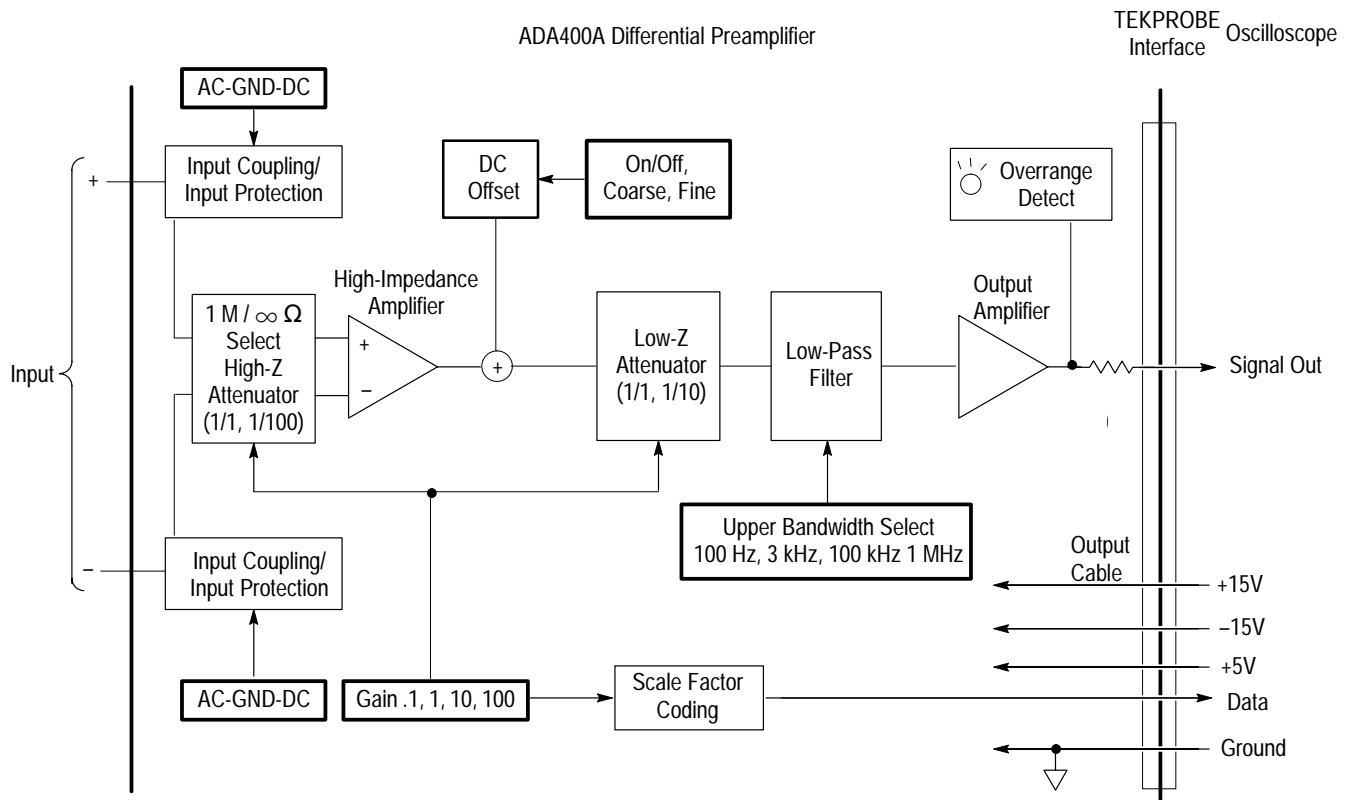 ADA400A Differential Preamplifier
TEKPROBE
Interface
Oscilloscope
AC-GND-DC
Input Coupling/
Input Protection
+
DC
Offset
On/Off,
Coarse, Fine
Overrange
Detect
High-Impedance
Amplifier
Output
Amplifier
1 M / ∞ Ω
Select
High-Z
Attenuator
(1/1, 1/100)
+
−
+
Low-Z
Attenuator
(1/1, 1/10)
Low-Pass
Filter
Input
Signal Out
Upper Bandwidth Select
100 Hz, 3 kHz, 100 kHz 1 MHz
−
Input Coupling/
Input Protection
Output
Cable
+15V
−15V
+5V
AC-GND-DC
Gain .1, 1, 10, 100
Scale Factor
Coding
Data
Ground